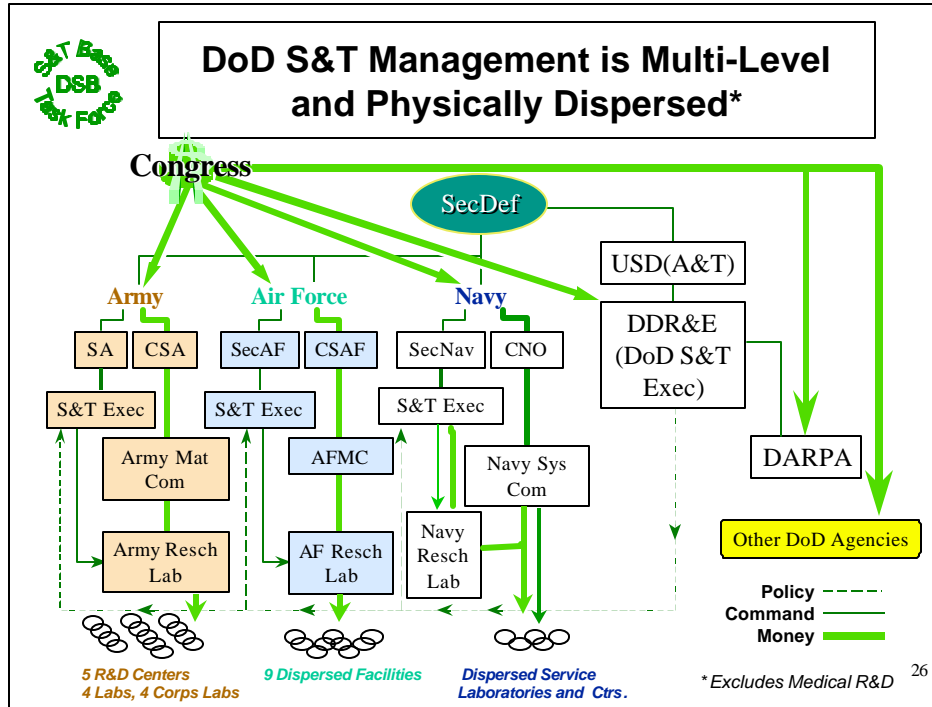 S&T Base
DSB
Task Force
DoD S&T Management is Multi-Level
and Physically Dispersed*
Congress
SecDef
USD(A&T)
Army
Air Force
Navy
DDR&E
(DoD S&T
Exec)
SA
CSA
SecAF
CSAF
SecNav
CNO
S&T Exec
S&T Exec
S&T Exec
Army Mat
Com
AFMC
Navy Sys
Com
DARPA
Army Resch
Lab
AF Resch
Lab
Navy
Resch
Lab
Other DoD Agencies
Policy
Command
Money
5 R&D Centers
4 Labs, 4 Corps Labs
9 Dispersed Facilities
Dispersed Service
Laboratories and Ctrs.
*Excludes Medical R&D
26